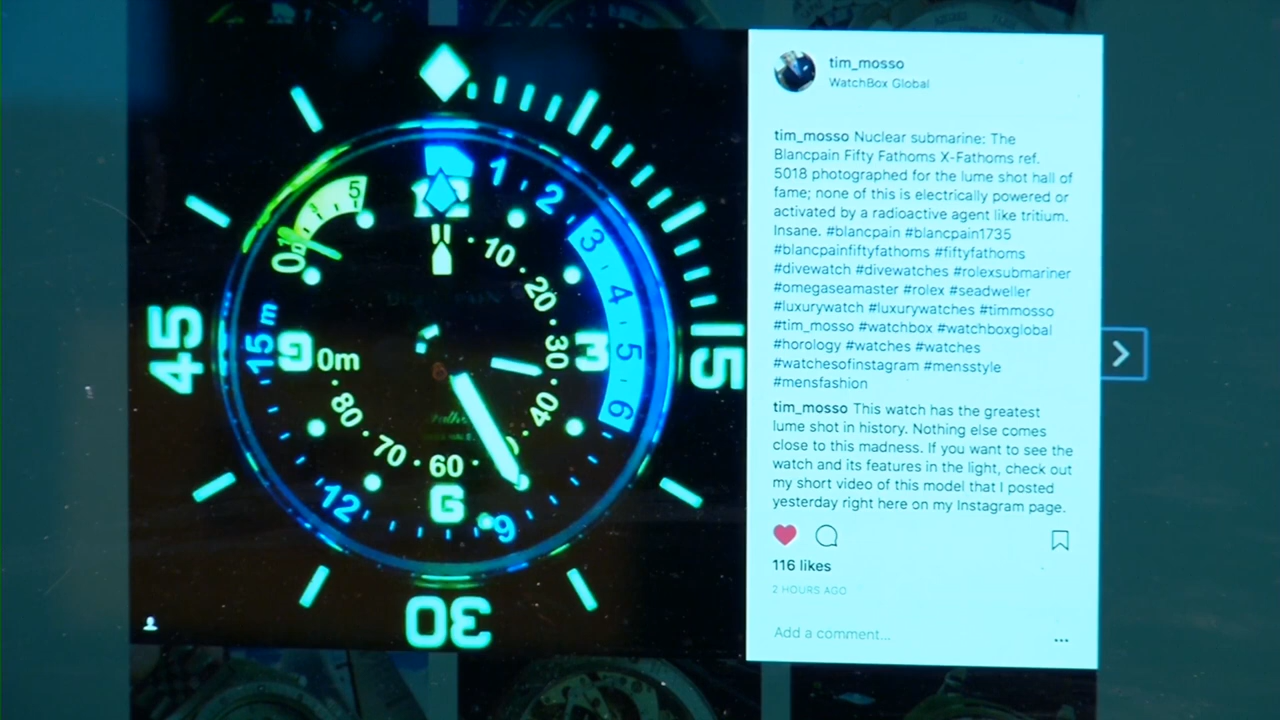 tim_mosso
WatchBox Global
tim_mosso Nuclear submarine: The
Blancpain Fifty Fathoms X-Fathoms ref.
5018 photographed for the lume shot hall of
fame; none of this is electrically powered or
activated by a radioactive agent like tritium.
Insane. #blancpain #blancpain1735
#blancpainfiftyfathoms #fiftyfathoms
#divewatch #divewatches #rolexsubmariner
#omegaseamaster #rolex #seadweller
#luxurywatch #luxurywatches #timmosso
#tim_mosso #watchbox #watchboxglobal
#horology #watches #watches
#watchesofinstagram #mensstyle
#mensfashion
tim_mosso This watch has the greatest
lume shot in history. Nothing else comes
close to this madness. If you want to see the
watch and its features in the light, check out
my short video of this model that I posted
yesterday right here on my Instagram page.
116 likes
2 HOURS AGO
Add a comment...
15
30
45
1
2
3
4
5
6
9
12
15 m
0m
10
20
30
40
60
70
80
3
6
9
5